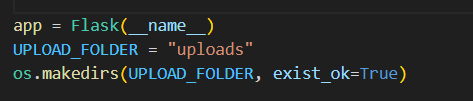 app = Flask(__name__)
UPLOAD_FOLDER = "uploads"
os.makedirs(UPLOAD_FOLDER, exist_ok=True)